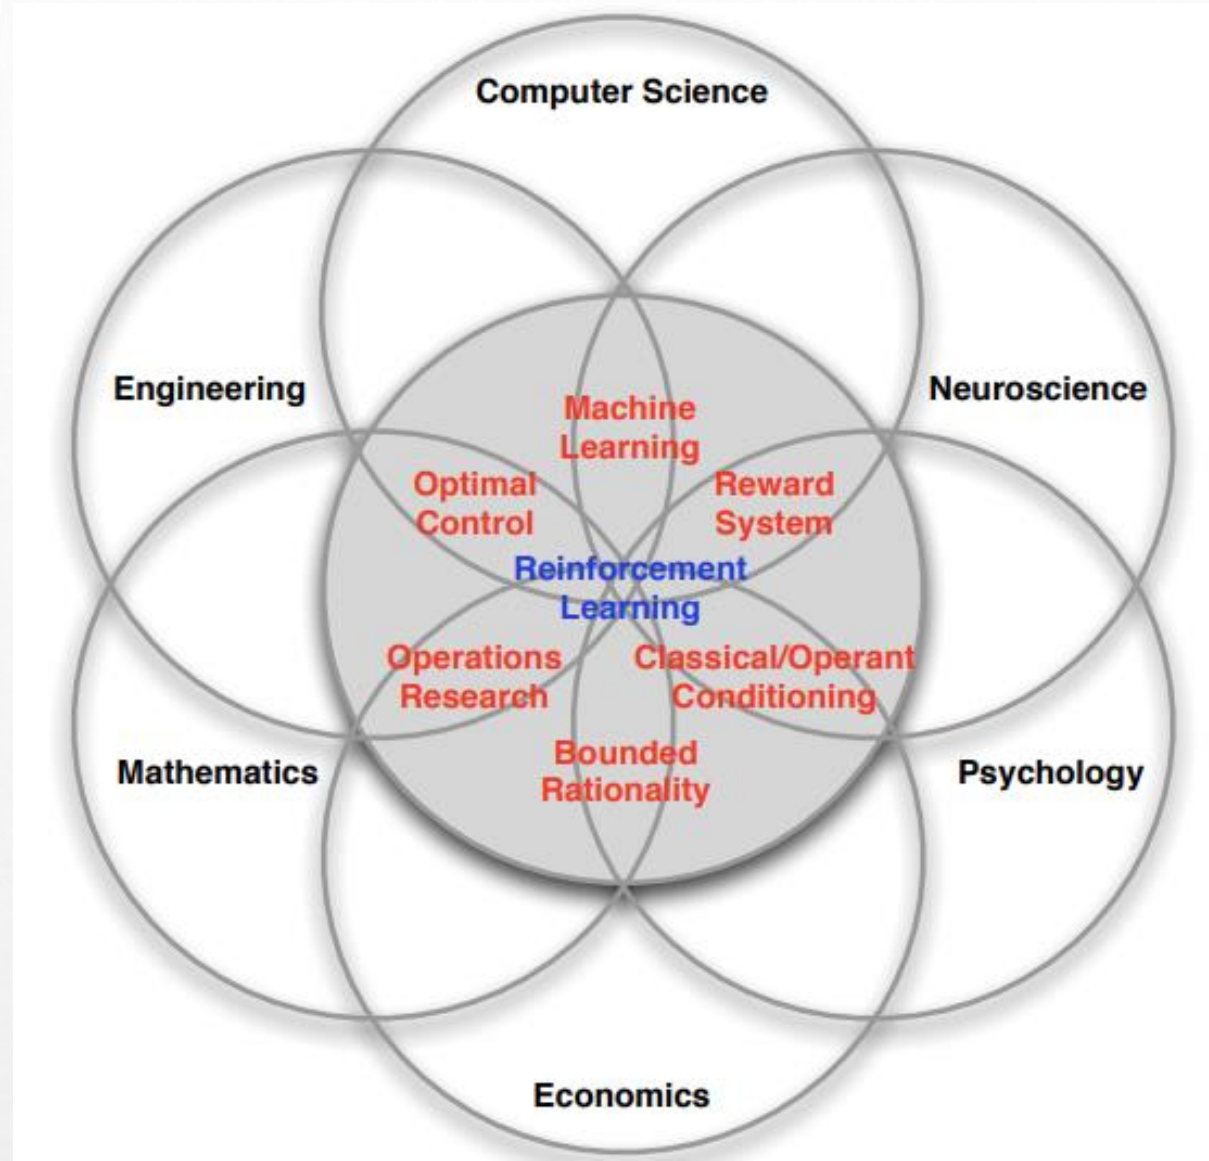 Computer Science
Engineering
Neuroscience
Machine
Learning
Optimal
Control
Reward
System
Reinforcement
Learning
Operations
Research
Classical/Operant
Conditioning
Bounded
Rationality
Mathematics
Psychology
Economics